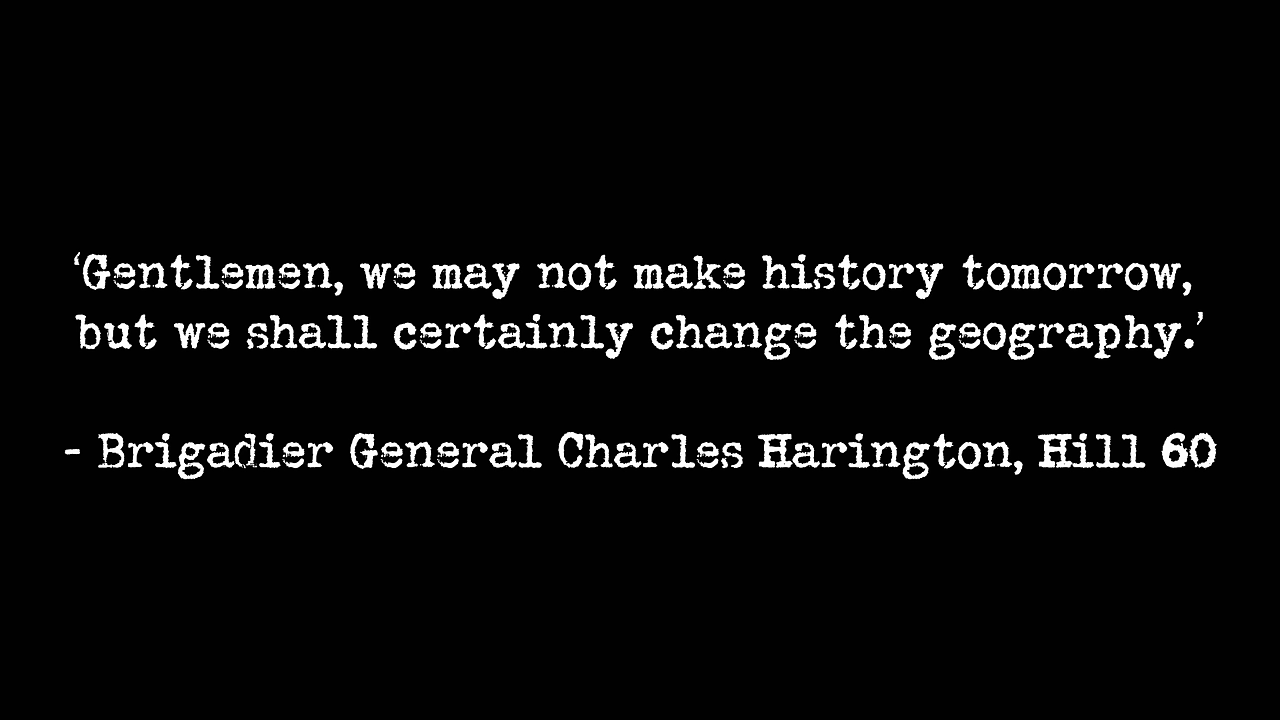 ‘Gentlemen, we may not make history tomorrow,
but we shall certainly change the geography.’
- Brigadier General Charles Harington, Hill 60